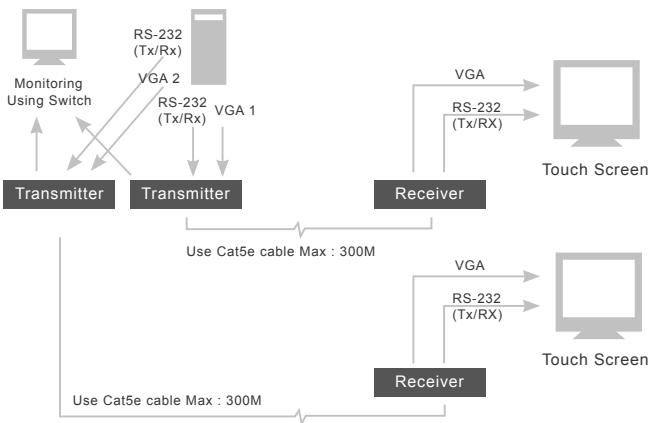 RS-232
(Tx/Rx)
VGA 2
Monitoring
Using Switch
RS-232
(Tx/Rx)
VGA 1
VGA
RS-232
(Tx/RX)
Touch Screen
Transmitter
Transmitter
Receiver
Use Cat5e cable Max : 300M
VGA
RS-232
(Tx/RX)
Touch Screen
Receiver
Use Cat5e cable Max : 300M